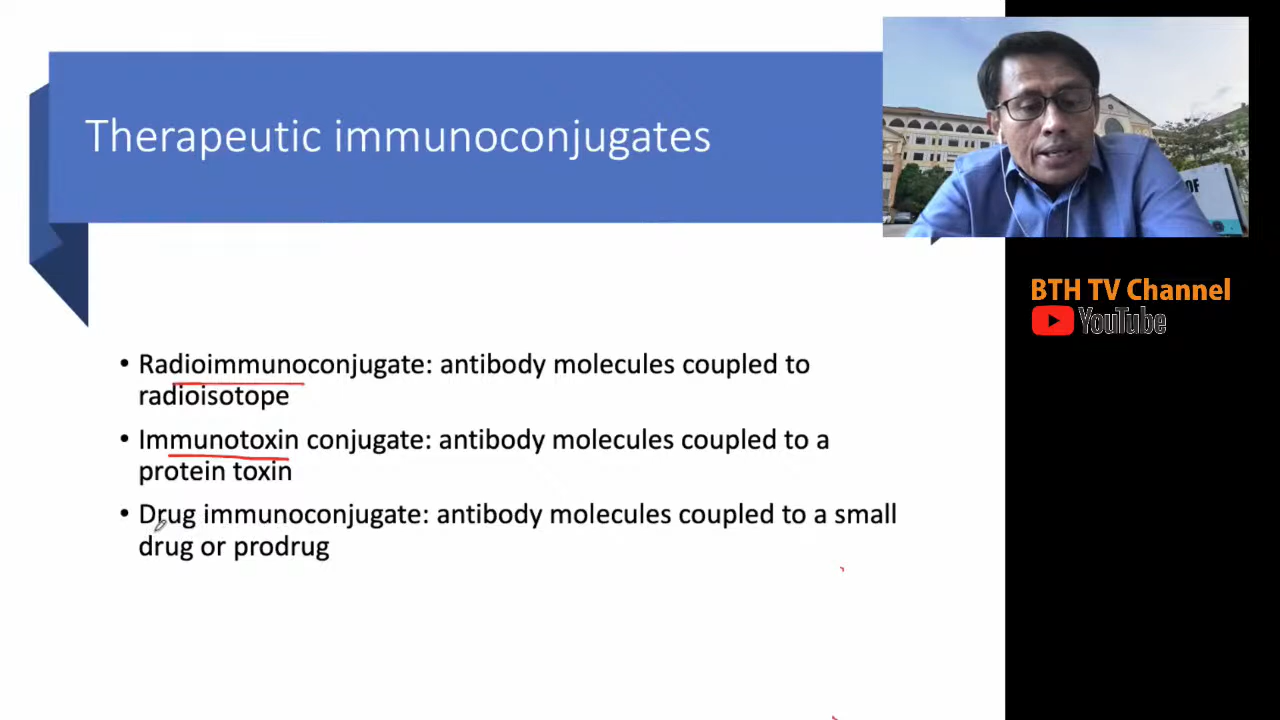 Therapeutic immunoconjugates
OF
BTH TV Channel
YouTube
• Radioimmunoconjugate: antibody molecules coupled to
radioisotope
• Immunotoxin conjugate: antibody molecules coupled to a
protein toxin
• Drug immunoconjugate: antibody molecules coupled to a small
drug or prodrug